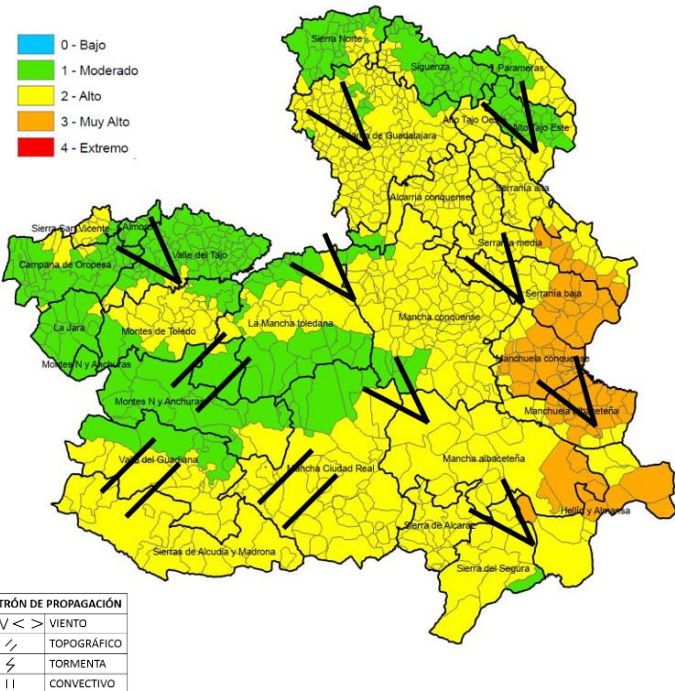 0 - Bajo
1 - Moderado
2 - Alto
3 - Muy Alto
4 - Extremo
Sierra Norte
Siguenza
Parameras
Alcarria de Guadalajara
Alto Tajo Oeste
Alto Tajo Este
Alcarria conquense
Serranía alta
Sierra San Vicente
Almorox
Campana de Oropesa
Valle del Tajo
Serranía media
Serranía baja
La Jara
Montes de Toledo
La Mancha toledana
Mancha conquense
Montes N y Anchuras
Manchuela conquense
Montes N y Anchuras
Manchuela albaceteña
Valle del Guadiana
Mancha Ciudad Real
Mancha albaceteña
Hellín y Almansa
Sierras de Alcudia y Madrona
Sierra de Alcaraz
Sierra del Segura
TRÓN DE PROPAGACIÓN
V < > VIENTO
TOPOGRÁFICO
TORMENTA
CONVECTIVO